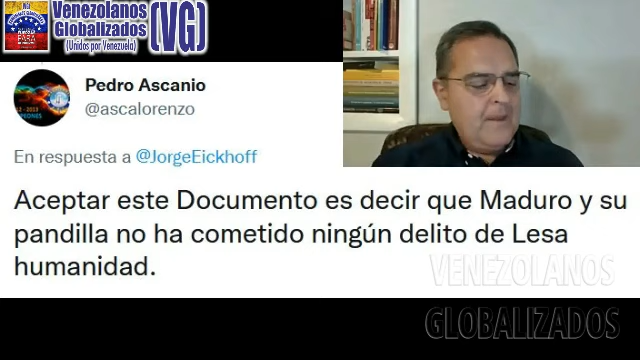 Venezolanos
Globalizados
(Unidos por Venezuela)
(VG)
Pedro Ascanio
@ascalorenzo
En respuesta a @JorgeEickhoff
Aceptar este Documento es decir que Maduro y su
pandilla no ha cometido ningún delito de Lesa
humanidad.
VENEZOLANOS
GLOBALIZADOS